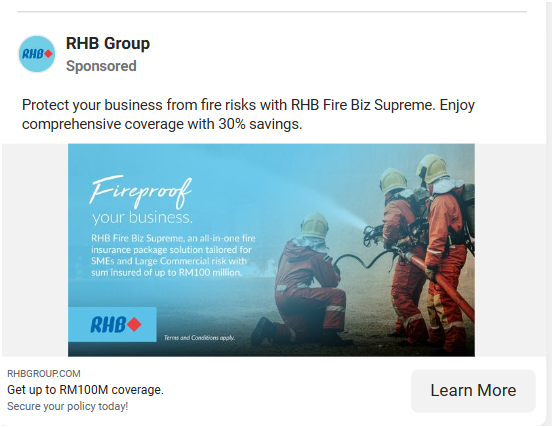 RHB
RHB Group
Sponsored
Protect your business from fire risks with RHB Fire Biz Supreme. Enjoy
comprehensive coverage with 30% savings.
Fireproof
your business.
RHB Fire Biz Supreme, an all-in-one fire
insurance package solution tailored for
SMEs and Large Commercial risk with
sum insured of up to RM100 million.
RHB
Terms and Conditions apply.
RHBGROUP.COM
Get up to RM100M coverage.
Secure your policy today!
Learn More